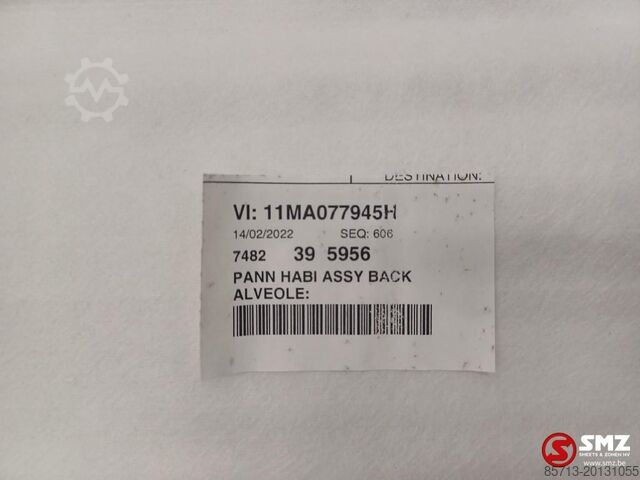 DESTINATION:
VI: 11MA077945H
14/02/2022 SEQ: 606
7482 39 5956
PANN HABI ASSY BACK
ALVEOLE:
SMZ
SMEETS & ZONEN NV
www.smz.be
85713-20131055